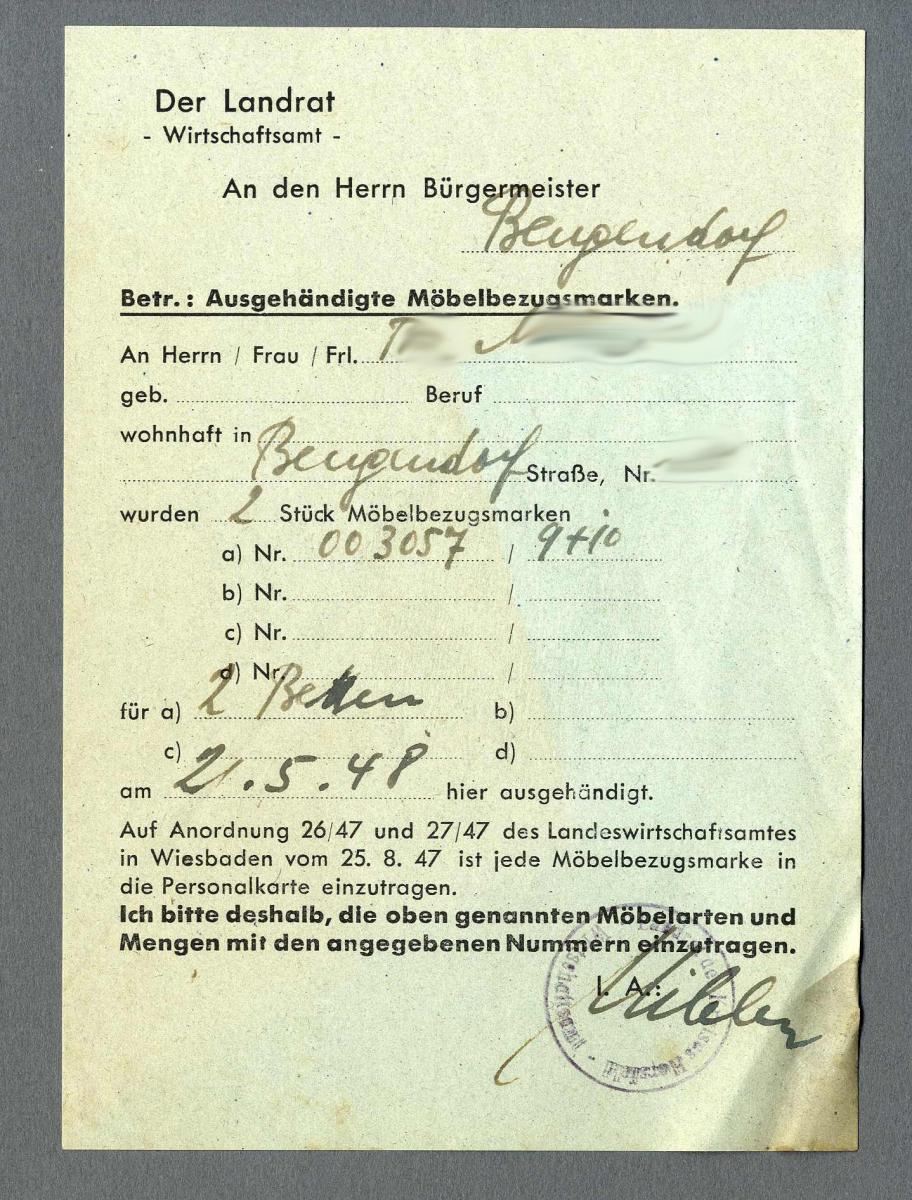 Der Landrat
- Wirtschaftsamt -
An den Herrn Bürgermeister
Bengendorf
Betr.: Ausgehändigte Möbelbezugsmarken.
An Herrn / Frau / Frl.
geb. Beruf
wohnhaft in
Bengendorf Straße, Nr.
wurden 2 Stück Möbelbezugsmarken
a) Nr. 003057 / 9+10
b) Nr. /
c) Nr. /
d) Nr. /
für a) 2 Betten b)
c) d)
am 21.5.48 hier ausgehändigt.
Auf Anordnung 26/47 und 27/47 des Landeswirtschaftsamtes
in Wiesbaden vom 25. 8. 47 ist jede Möbelbezugsmarke in
die Personalkarte einzutragen.
Ich bitte deshalb, die oben genannten Möbelarten und
Mengen mit den angegebenen Nummern einzutragen.
I. A.: